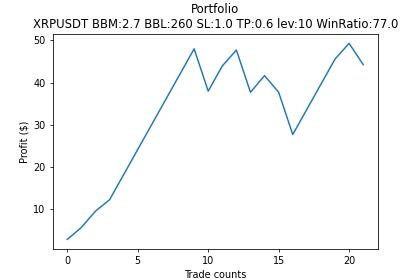 Portfolio
XRPUSDT BBM:2.7 BBL:260 SL:1.0 TP:0.6 lev:10 WinRatio:77.0
50
40
30
20
10
Profit ($)
0 5 10 15 20
Trade counts